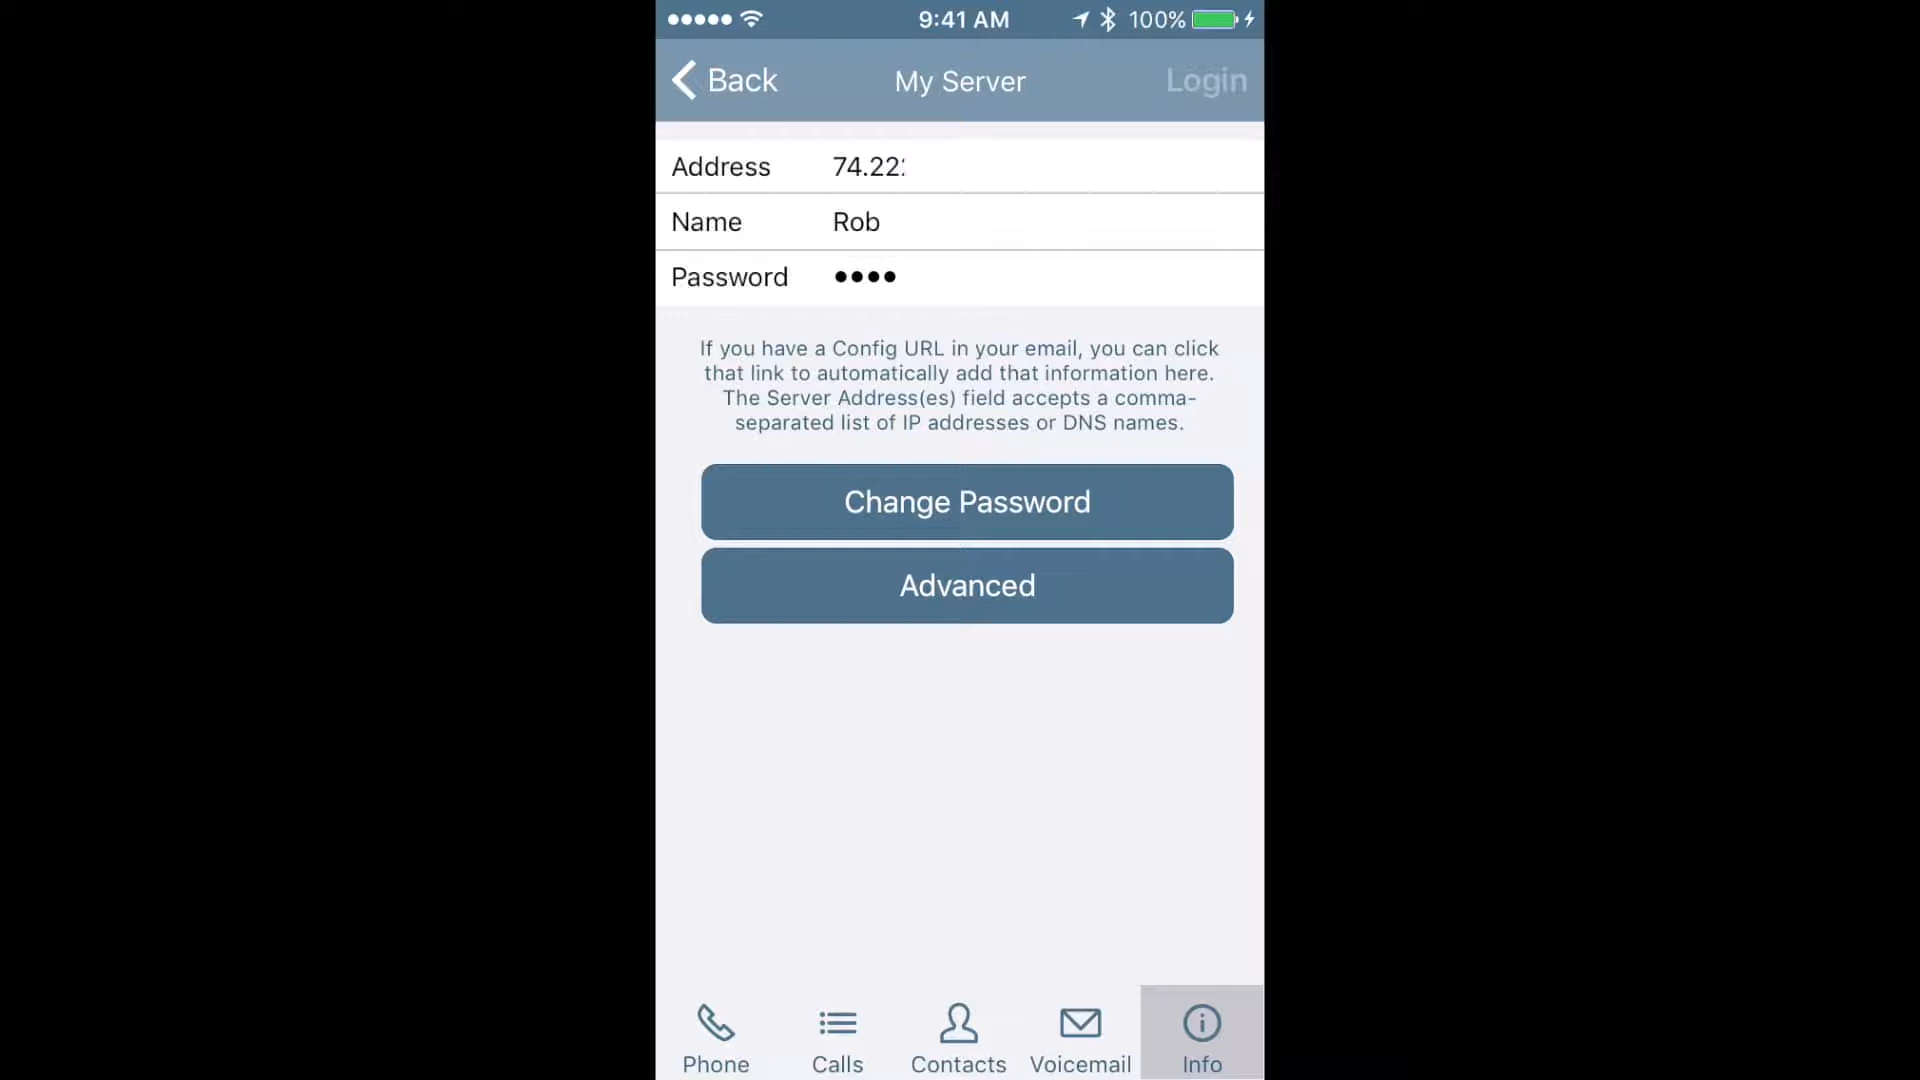 9:41 AM 100%
Back My Server Login
Address 74.22
Name Rob
Password ••••
If you have a Config URL in your email, you can click
that link to automatically add that information here.
The Server Address(es) field accepts a comma-
separated list of IP addresses or DNS names.
Change Password
Advanced
Phone Calls Contacts Voicemail Info